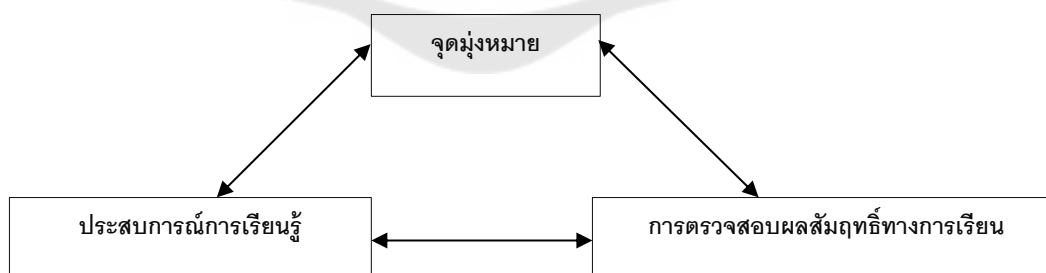 จุดมุ่งหมาย
ประสบการณ์การเรียนรู้
การตรวจสอบผลสัมฤทธิ์ทางการเรียน